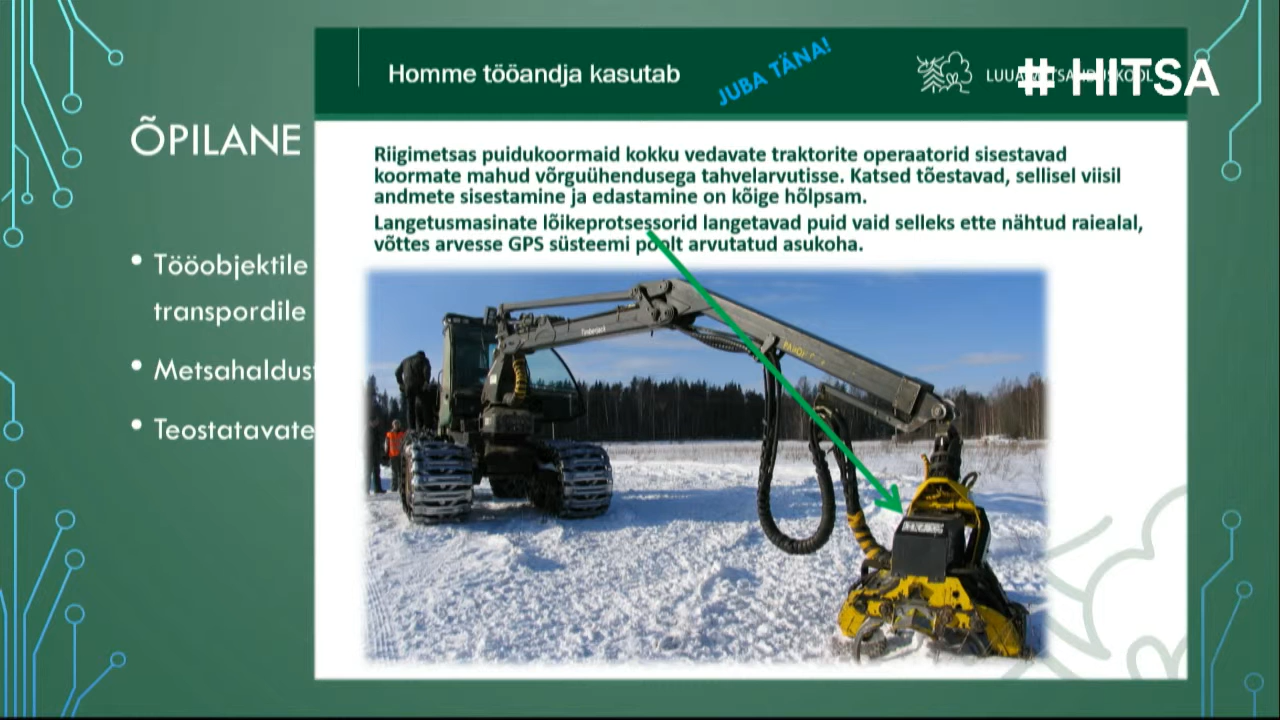 Homme tööandja kasutab
JUBA TÄNA!
# HITSA
ÕPILANE
Riigimetsas puidukoormaid kokku vedavate traktorite operaatorid sisestavad
koormate mahud võrguühendusega tahvelarvutisse. Katsed tõestavad, sellisel viisil
andmete sisestamine ja edastamine on kõige hõlpsam.
Langetusmasinate lõikeprotsessorid langetavad puid vaid selleks ette nähtud raiealal,
võttes arvesse GPS süsteemi poolt arvutatud asukoha.
• Tööobjektile
transpordile
• Metsahaldust
• Teostatavate
Timberjack